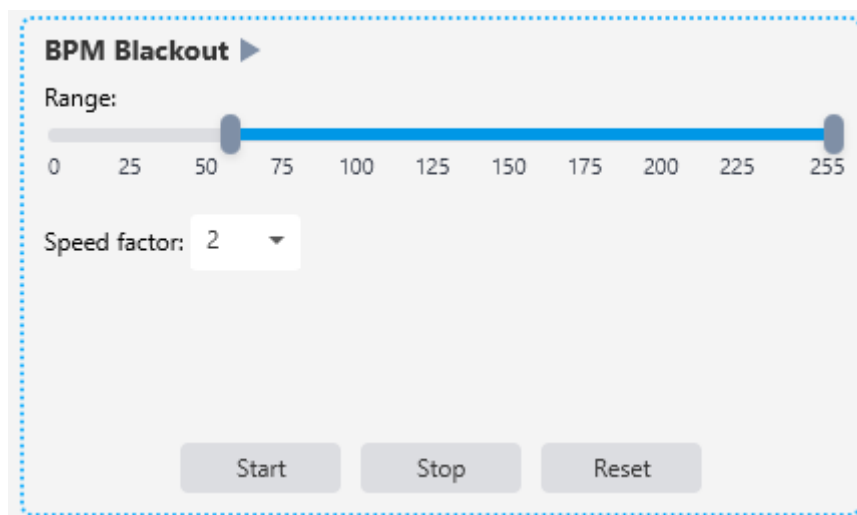 BPM Blackout
Range:
0 25 50 75 100 125 150 175 200 225 255
Speed factor: 2
Start Stop Reset